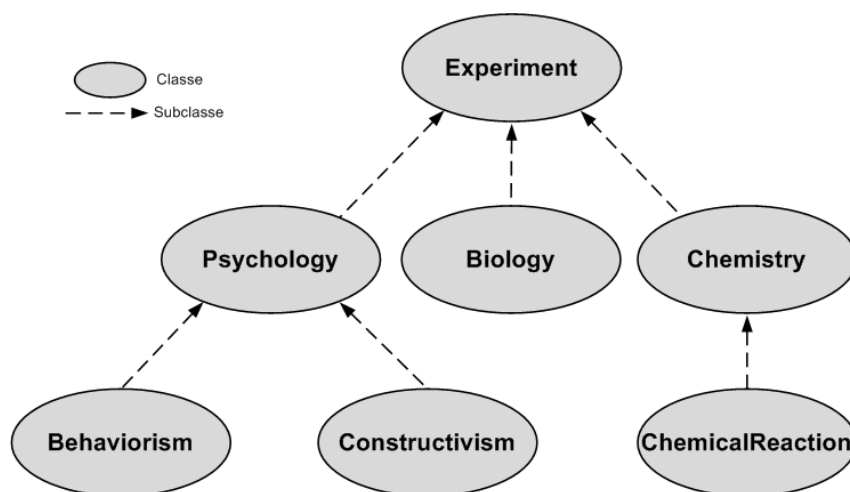 Experiment
Classe
Subclasse
Psychology
Biology
Chemistry
Behaviorism
Constructivism
ChemicalReaction